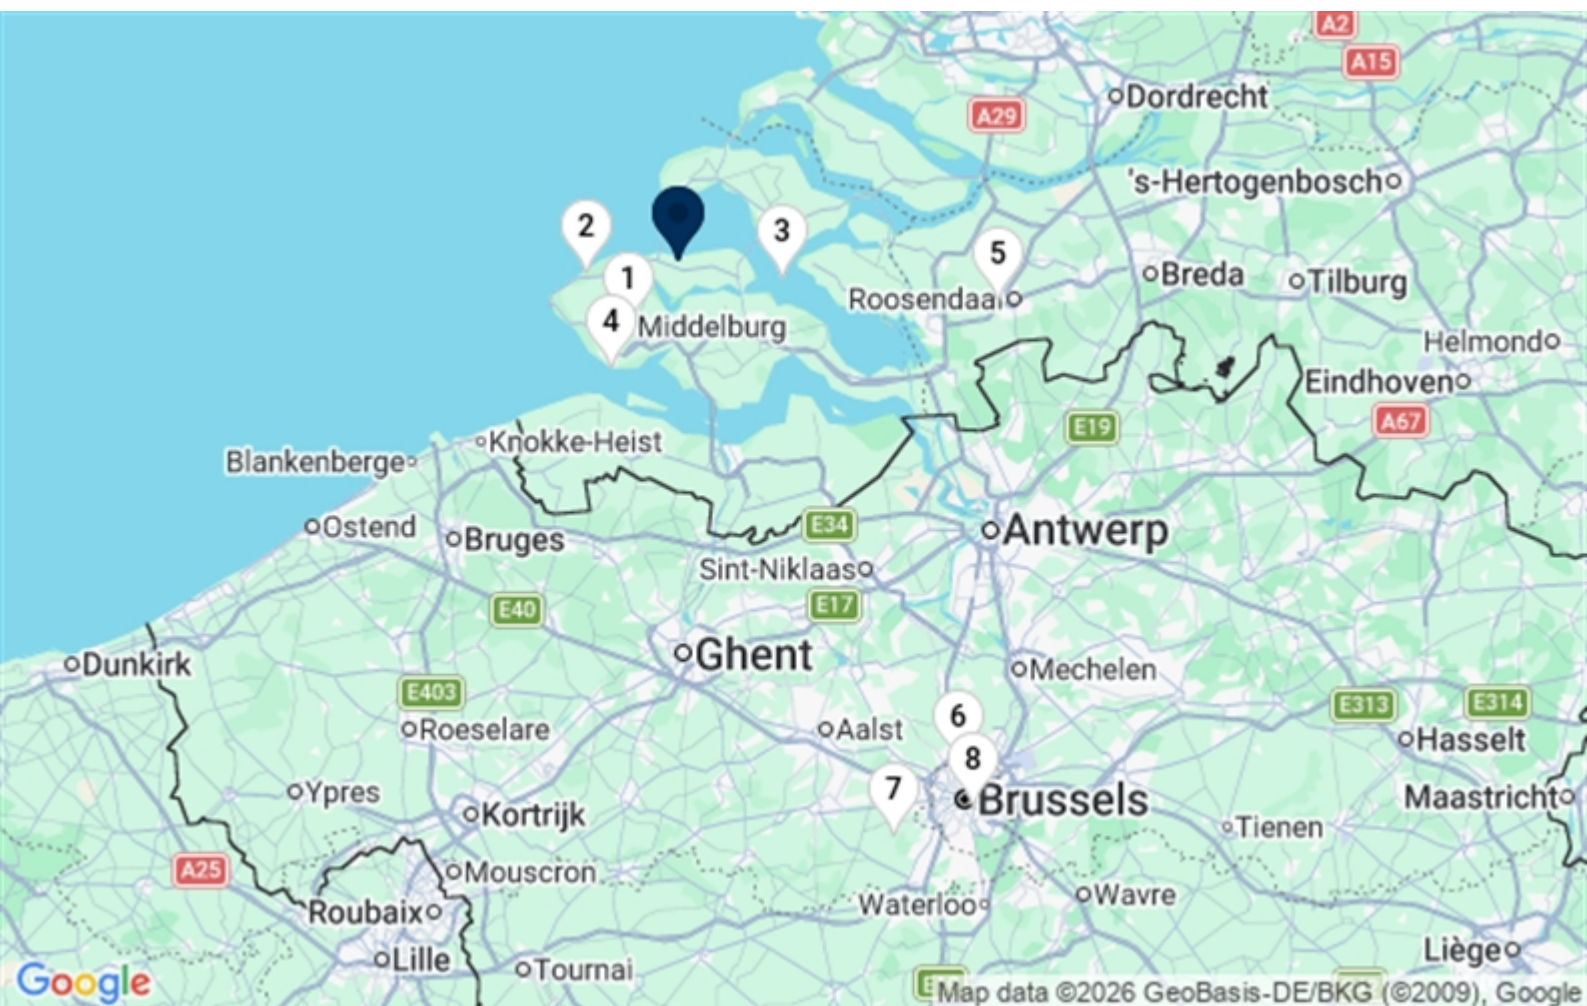 A2
A15
Dordrecht
A29
's-Hertogenbosch
2
3
5
1
Breda
Tilburg
Roosendaal
4
Middelburg
Helmond
Eindhoven
A67
E19
Knokke-Heist
Blankenberge
Ostend
Bruges
E34
Antwerp
Sint-Niklaas
E40
E17
Ghent
Dunkirk
Mechelen
E403
E313
E314
6
Roeselare
Aalst
Hasselt
8
7
Ypres
Brussels
Maastricht
Kortrijk
Tienen
A25
Mouscron
Waterloo
Wavre
Roubaix
Lille
Liège
Tournai
Google
Map data ©2026 GeoBasis-DE/BKG (©2009), Google